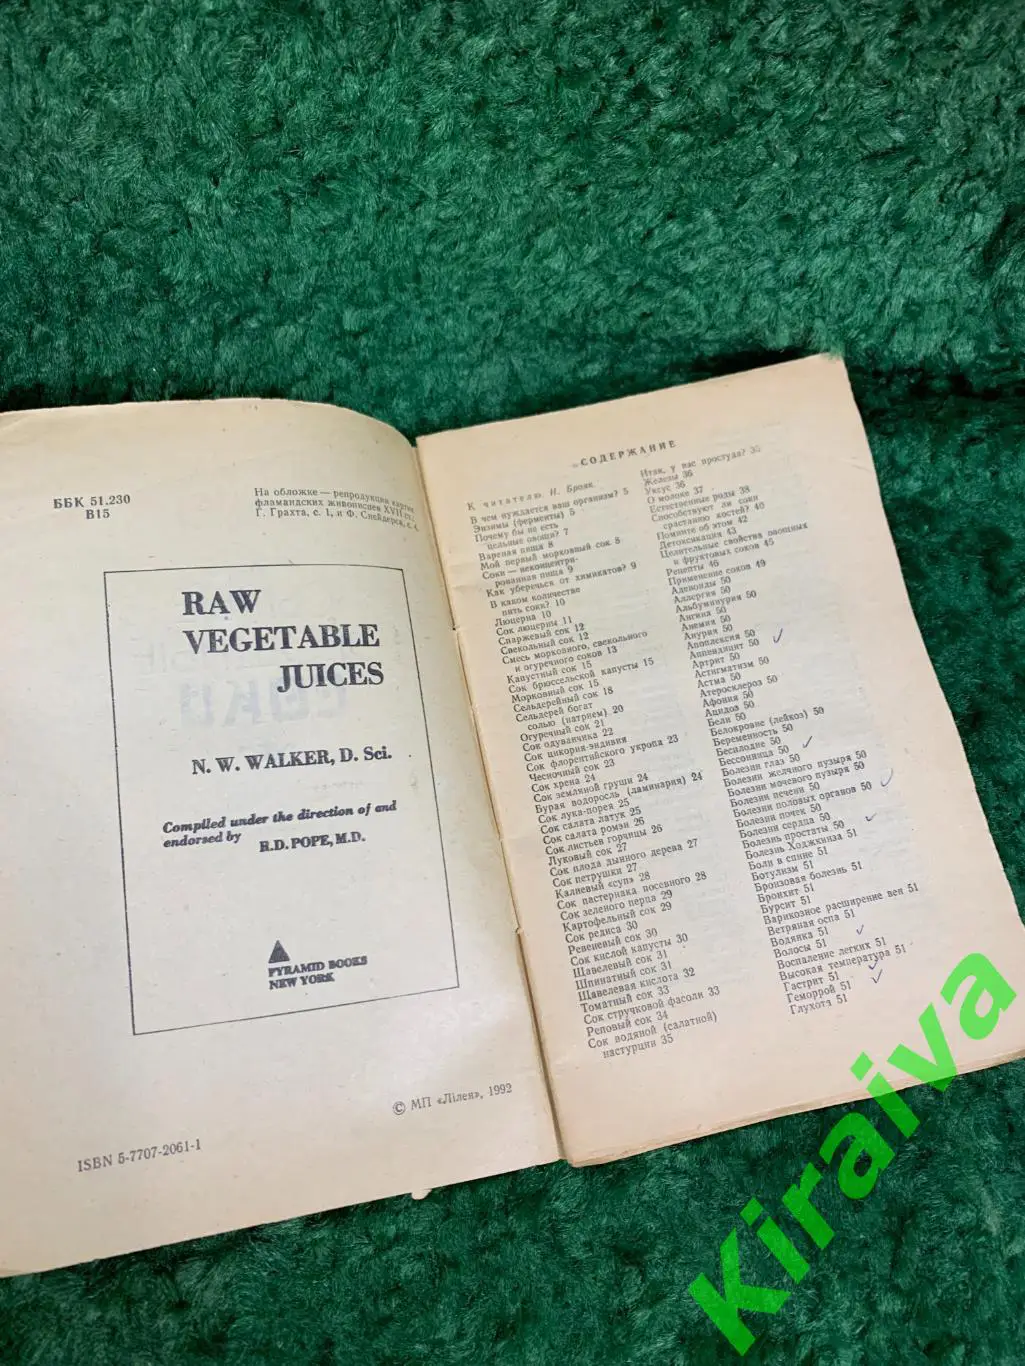 ББК 51.230
В15
На обложке — репродукции картин
фламандских живописцев XVII ст.:
Г. Грахта, с. 1, и Ф. Снейдерса, с. 4.
RAW
VEGETABLE
JUICES
N. W. WALKER, D. Sci.
Compiled under the direction of and
endorsed by R.D. POPE, M.D.
PYRAMID BOOKS
NEW YORK
© МП «Лілея», 1992
ISBN 5-7707-2061-1
СОДЕРЖАНИЕ
К читателю. Н. Брояк
В чем нуждается ваш организм? 5
Энзимы (ферменты) 5
Почему бы не есть
цельные овощи? 7
Вареная пища 8
Мой первый морковный сок 8
Соки — неконцентри-
рованная пища 9
Как уберечься от химикатов? 9
В каком количестве
пить соки? 10
Люцерна 10
Сок люцерны 11
Спаржевый сок 12
Свекольный сок 12
Смесь морковного, свекольного
и огуречного соков 13
Капустный сок 15
Сок брюссельской капусты 15
Морковный сок 15
Сельдерейный сок 18
Сельдерей богат
солью (натрием) 20
Огуречный сок 21
Сок одуванчика 22
Сок цикория-эндивия
Сок флорентийского укропа 23
Чесночный сок 23
Сок хрена 24
Сок земляной груши 24
Бурая водоросль (ламинария) 24
Сок лука-порея 25
Сок салата латук 25
Сок салата ромэн 26
Сок листьев горчицы 26
Луковый сок 27
Сок плода дынного дерева 27
Сок петрушки 27
Калиевый «суп» 28
Сок пастернака посевного 28
Сок зеленого перца 29
Картофельный сок 29
Сок редиса 30
Ревеневый сок 30
Сок кислой капусты 30
Щавелевый сок 31
Шпинатный сок 31
Щавелевая кислота 32
Томатный сок 33
Сок стручковой фасоли 33
Реповый сок 34
Сок водяной (салатной)
настурции 35
Итак, у вас простуда? 35
Железы 36
Уксус 36
О молоке 37
Естественные роды 38
Способствуют ли соки
срастанию костей? 40
Помните об этом 42
Детоксикация 43
Целительные свойства овощных
и фруктовых соков 45
Рецепты 46
Применение соков 49
Аденоиды 50
Аллергия 50
Альбуминурия 50
Ангина 50
Анемия 50
Анурия 50
Апоплексия 50
Аппендицит 50
Артрит 50
Астигматизм 50
Астма 50
Атеросклероз 50
Афония 50
Ацидоз 50
Бели 50
Белокровие (лейкоз) 50
Беременность 50
Бесплодие 50
Бессонница 50
Болезни глаз 50
Болезни желчного пузыря 50
Болезни мочевого пузыря 50
Болезни печени 50
Болезни половых органов 50
Болезни почек 50
Болезни сердца 50
Болезнь простаты 50
Болезнь Ходжкинза 51
Боли в спине 51
Ботулизм 51
Бронзовая болезнь 51
Бронхит 51
Бурсит 51
Варикозное расширение вен 51
Ветряная оспа 51
Водянка 51
Волосы 51
Воспаление легких 51
Высокая температура 51
Гастрит 51
Геморрой 51
Глухота 51
Kiraiva